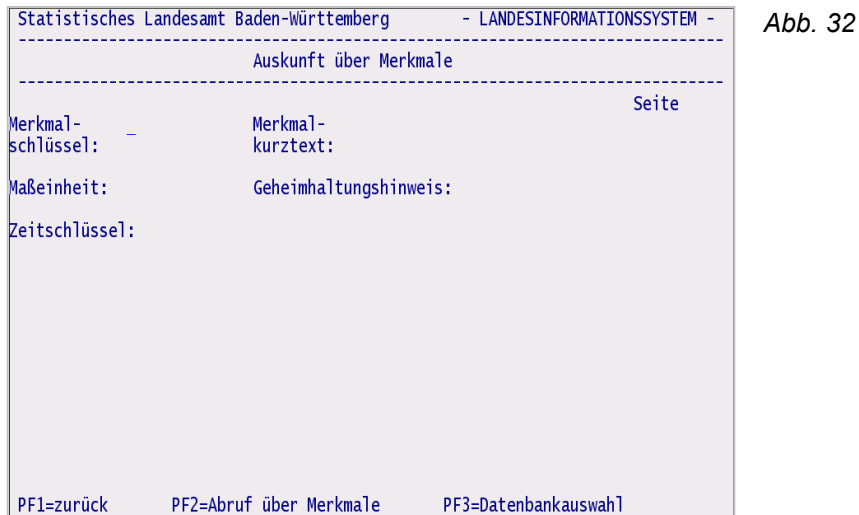 Statistisches Landesamt Baden-Württemberg - LANDESINFORMATIONSSYSTEM - Abb. 32
-------------------------------------------------------------------------------
Auskunft über Merkmale
-------------------------------------------------------------------------------
Seite
Merkmal- _ Merkmal-
schlüssel: kurztext:
Maßeinheit: Geheimhaltungshinweis:
Zeitschlüssel:
PF1=zurück PF2=Abruf über Merkmale PF3=Datenbankauswahl